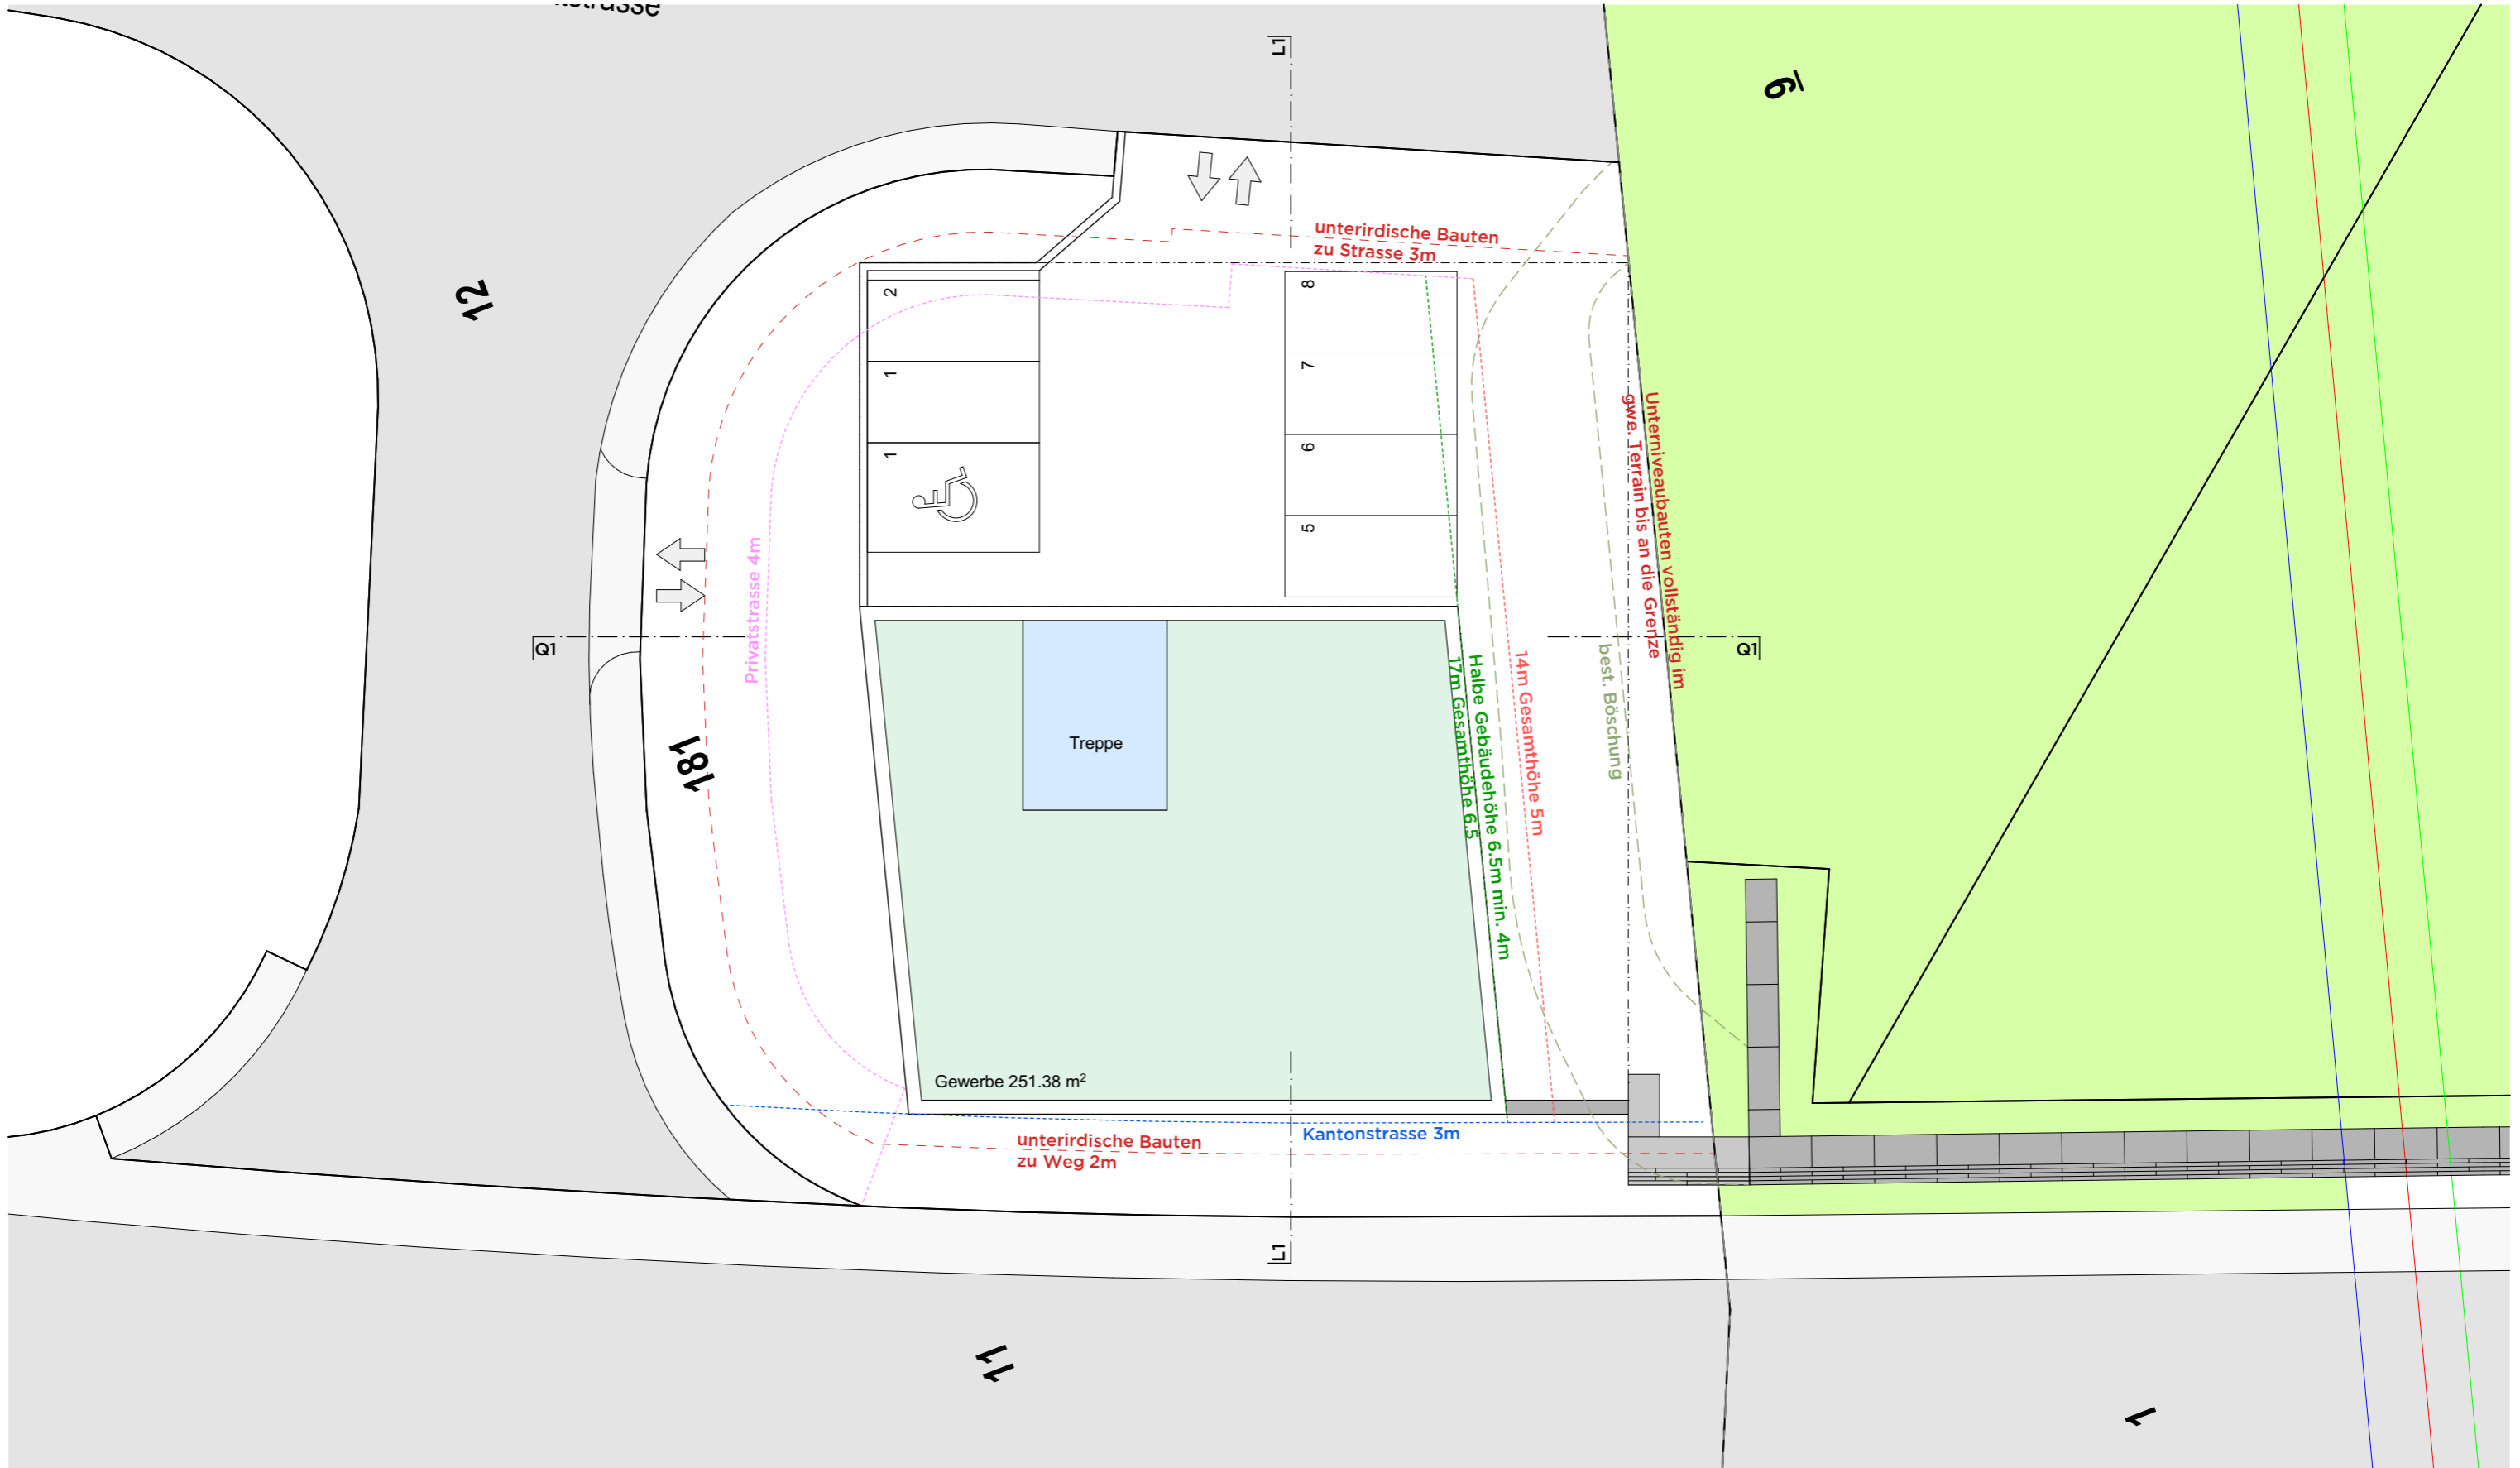 L1
9
unterirdische Bauten
zu Strasse 3m
12
2
8
1
7
1
6
5
Unterniveaubauten vollständig im
gwe. Terrain bis an die Grenze
Privatstrasse 4m
Q1
Q1
14m Gesamthöhe 5m
Halbe Gebäudehöhe 6.5m min. 4m
17m Gesamthöhe 6.5
best. Böschung
181
Treppe
Gewerbe 251.38 m²
Kantonstrasse 3m
unterirdische Bauten
zu Weg 2m
L1
11
1